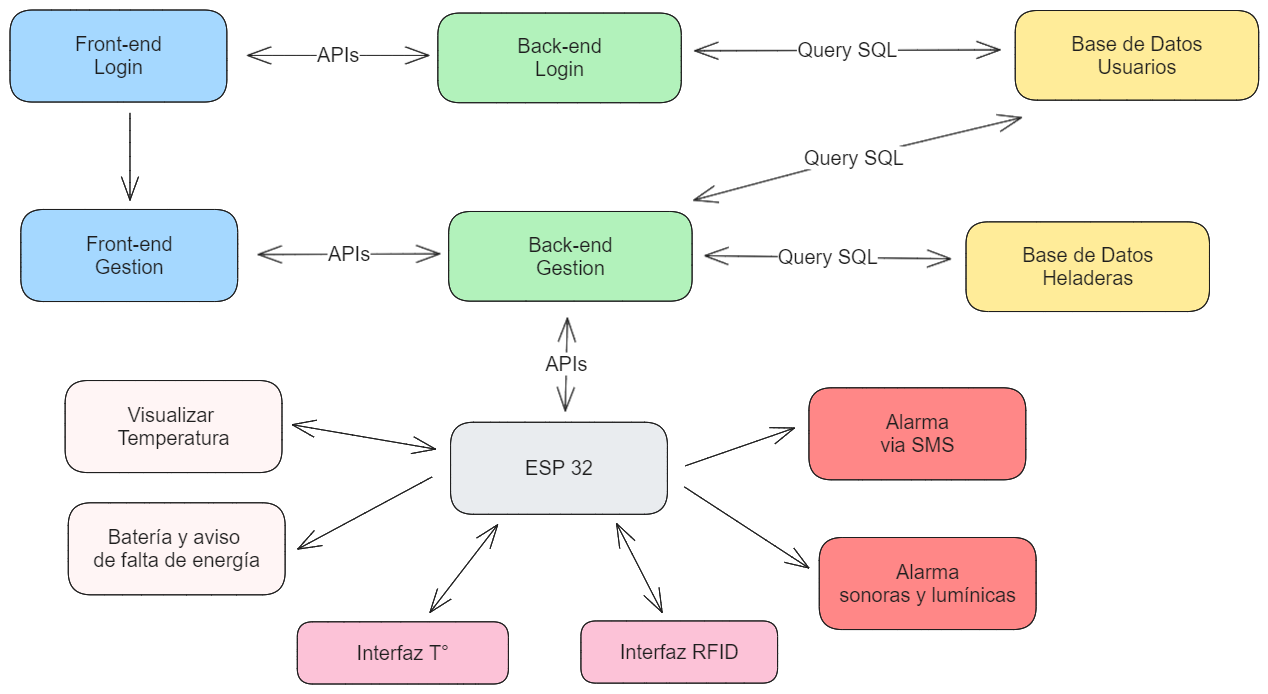 Front-end
Login
APIs
Back-end
Login
Query SQL
Base de Datos
Usuarios
Query SQL
Front-end
Gestion
APIs
Back-end
Gestion
Query SQL
Base de Datos
Heladeras
APIs
Visualizar
Temperatura
ESP 32
Alarma
via SMS
Batería y aviso
de falta de energía
Alarma
sonoras y lumínicas
Interfaz T°
Interfaz RFID